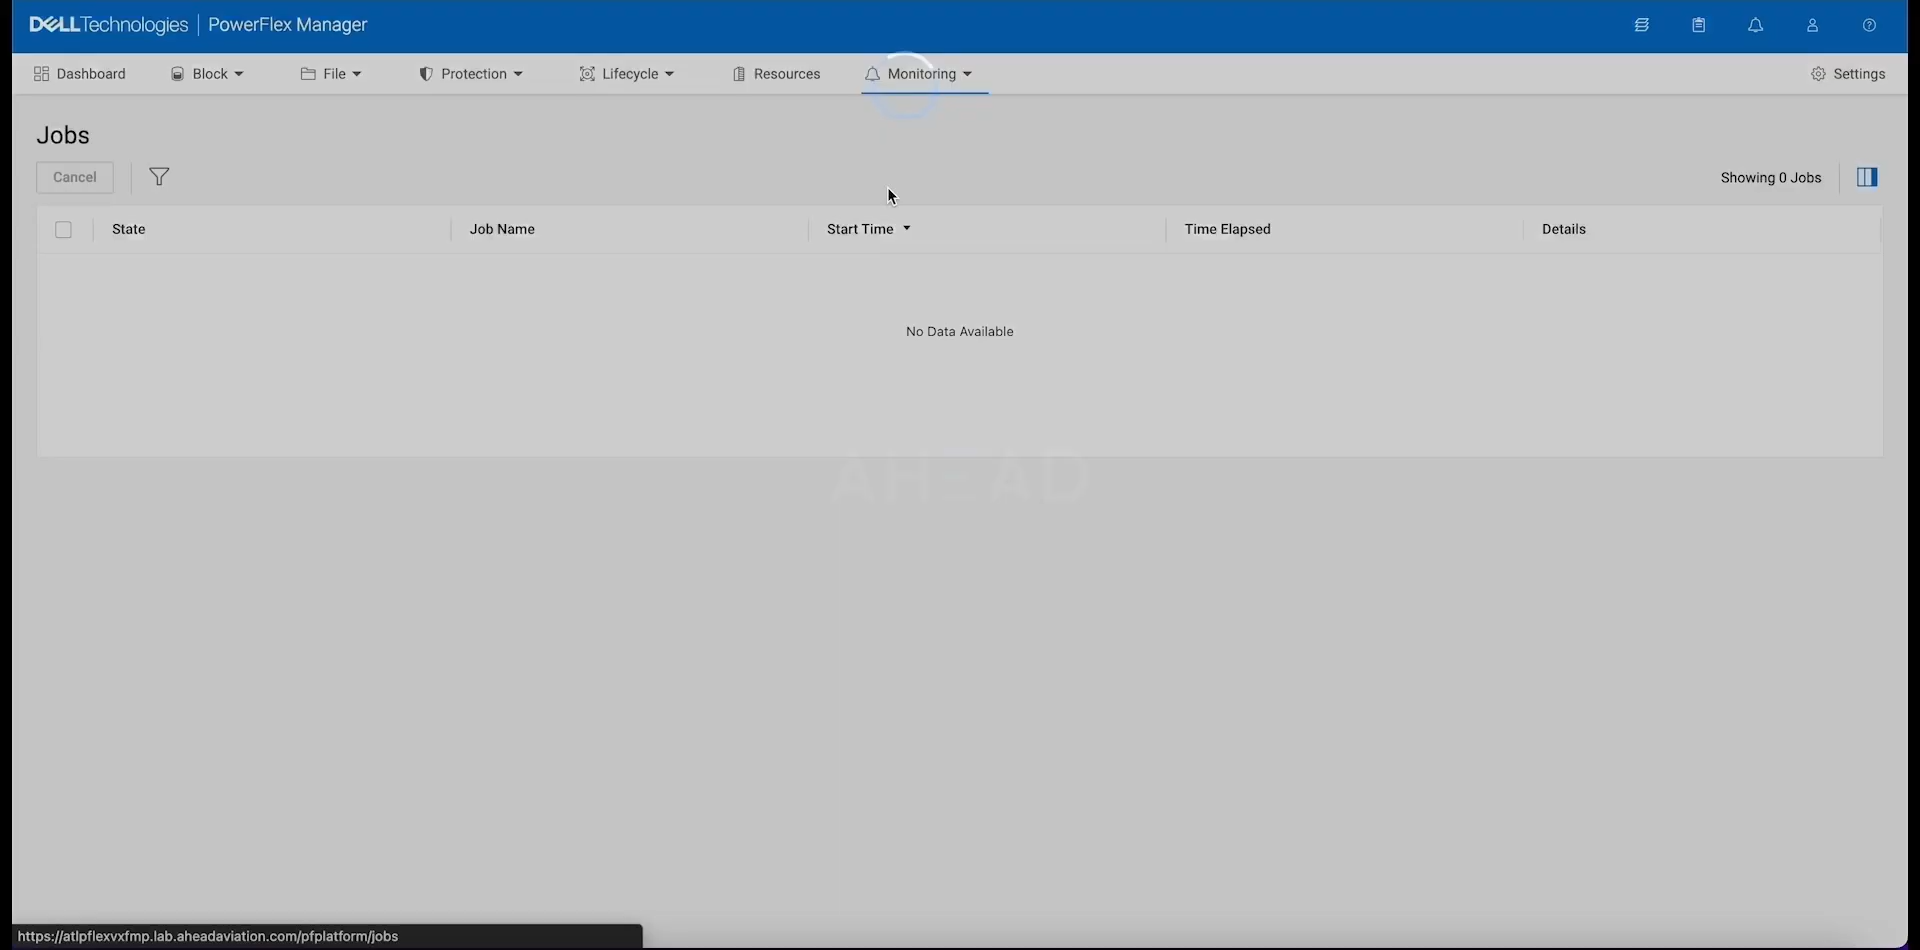 DELLTechnologies | PowerFlex Manager
Dashboard Block File Protection Lifecycle Resources Monitoring Settings
Jobs
Cancel Showing 0 Jobs
State Job Name Start Time Time Elapsed Details
No Data Available
AHEAD
https://atlpflexvxfmp.lab.aheadaviation.com/pfplatform/jobs